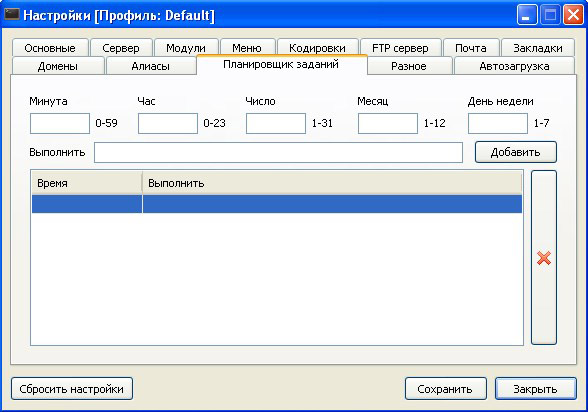 Настройки [Профиль: Default]
Основные Сервер Модули Меню Кодировки FTP сервер Почта Закладки
Домены Алиасы Планировщик заданий Разное Автозагрузка
Минута Час Число Месяц День недели
0-59 0-23 1-31 1-12 1-7
Выполнить Добавить
Время Выполнить
Сбросить настройки Сохранить Закрыть